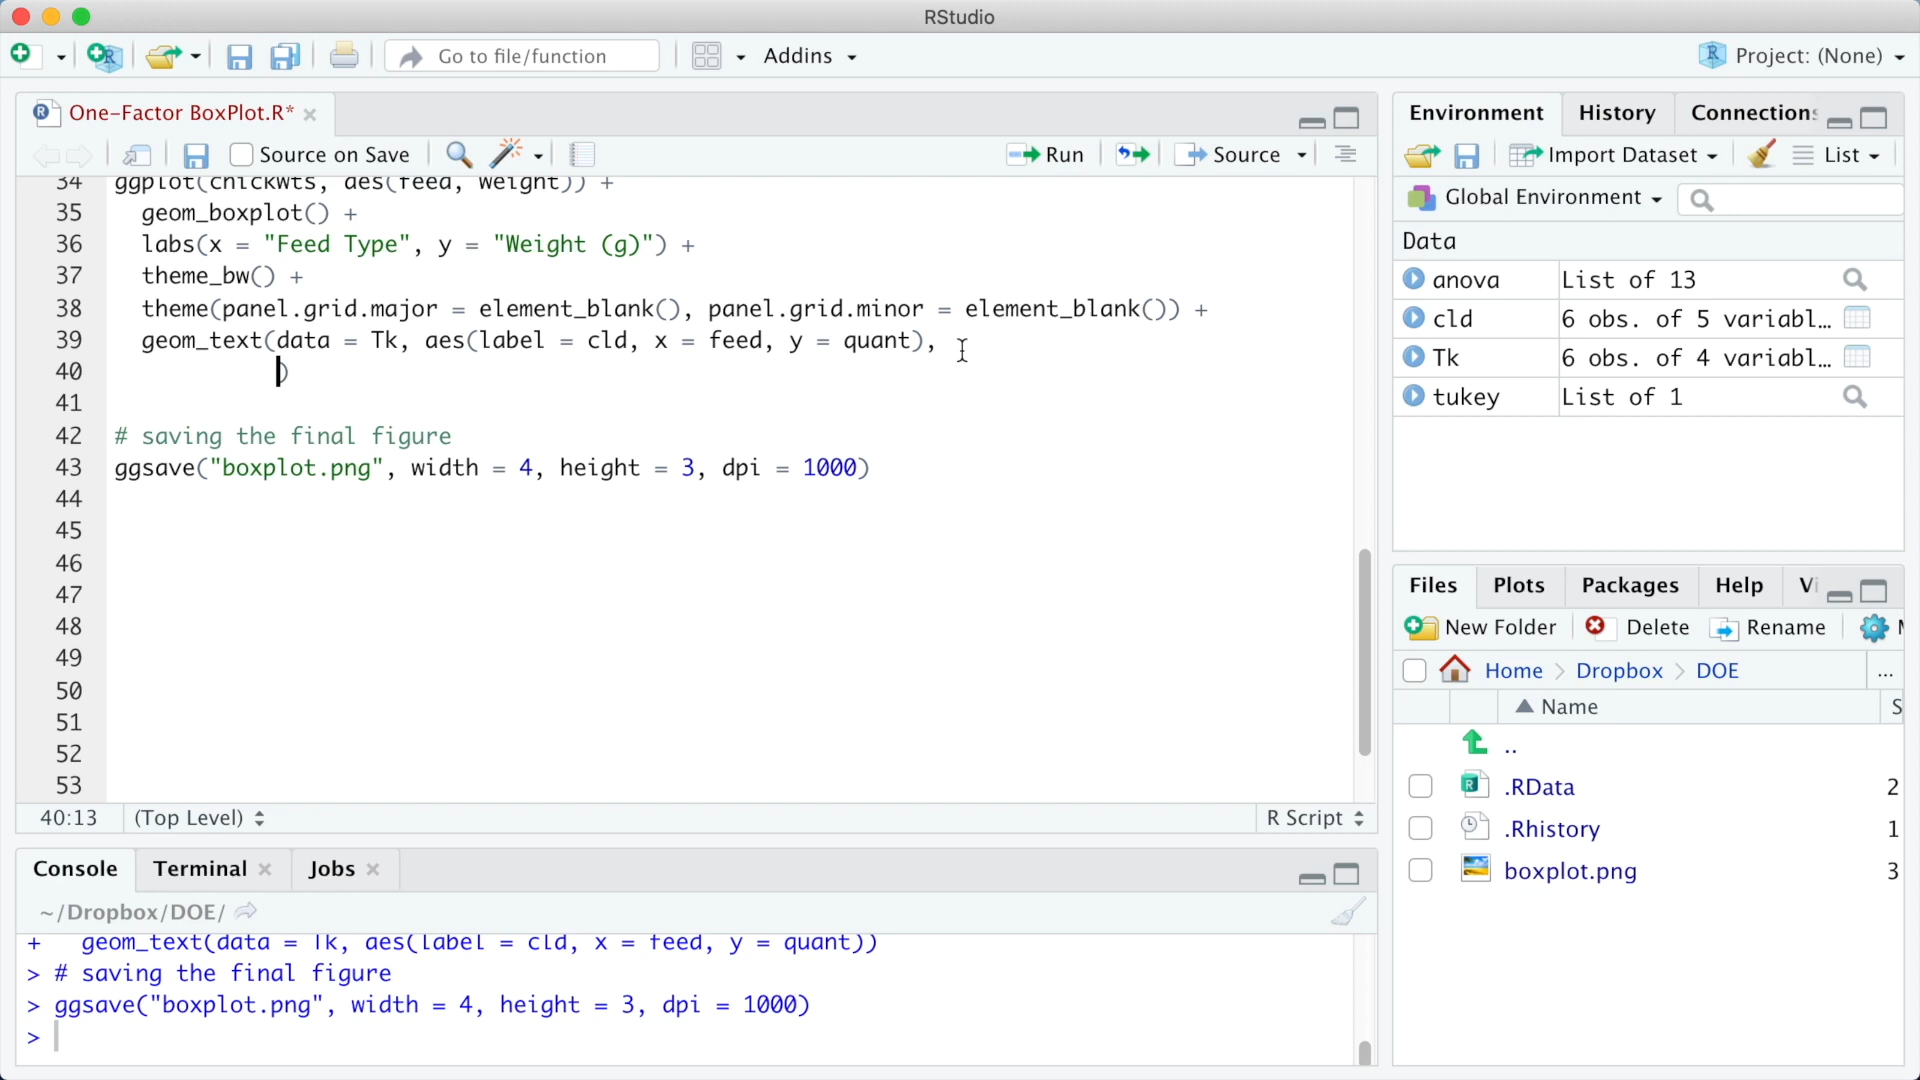 RStudio
Go to file/function
Addins
Project: (None)
One-Factor BoxPlot.R*
Source on Save
Run
Source
34 ggplot(chickwts, aes(feed, weight)) +
35 geom_boxplot() +
36 labs(x = "Feed Type", y = "Weight (g)") +
37 theme_bw() +
38 theme(panel.grid.major = element_blank(), panel.grid.minor = element_blank()) +
39 geom_text(data = Tk, aes(label = cld, x = feed, y = quant),
40 )
41
42 # saving the final figure
43 ggsave("boxplot.png", width = 4, height = 3, dpi = 1000)
44
45
46
47
48
49
50
51
52
53
40:13
(Top Level)
R Script
Console
Terminal
Jobs
~/Dropbox/DOE/
+ geom_text(data = Tk, aes(label = cld, x = feed, y = quant))
> # saving the final figure
> ggsave("boxplot.png", width = 4, height = 3, dpi = 1000)
>
Environment
History
Connections
Import Dataset
List
Global Environment
Data
anova List of 13
cld 6 obs. of 5 variabl…
Tk 6 obs. of 4 variabl…
tukey List of 1
Files
Plots
Packages
Help
Vi
New Folder
Delete
Rename
M
Home
Dropbox
DOE
...
Name
S
..
.RData 2
.Rhistory 1
boxplot.png 3